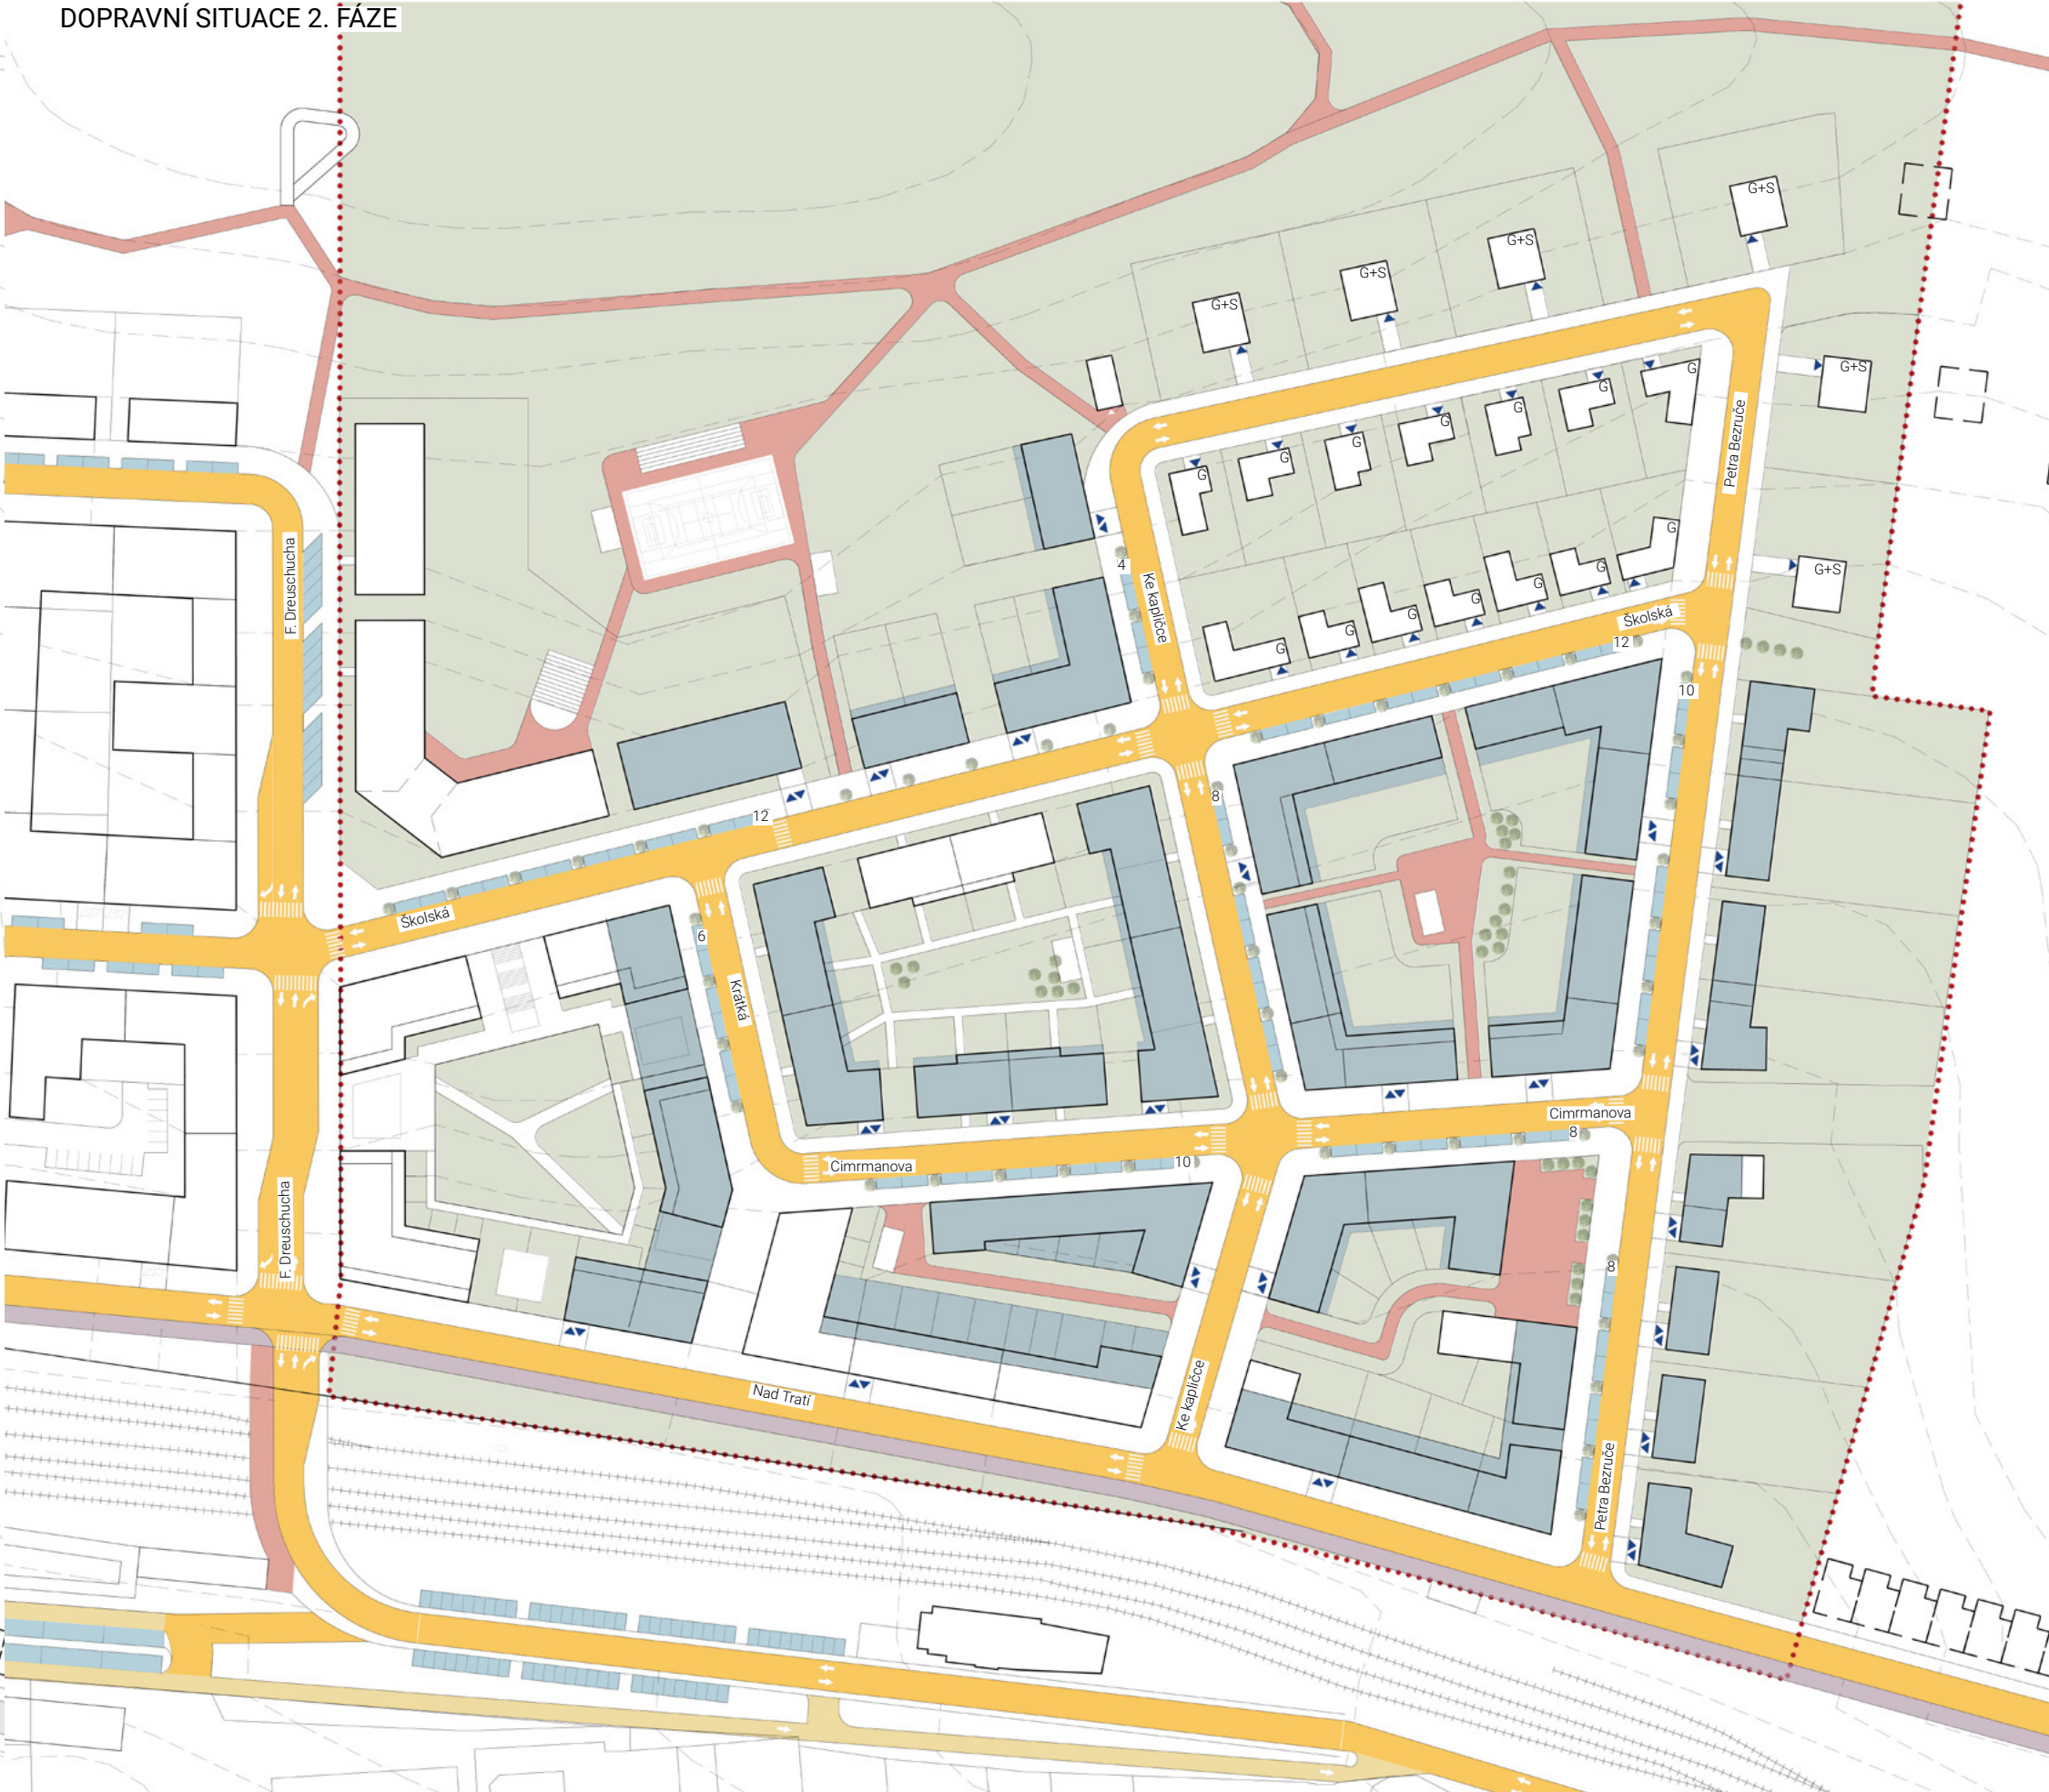 DOPRAVNÍ SITUACE 2. FÁZE
G+S
G+S
G+S
G+S
G+S
G
G
G
G
G
G
G
G
Petra Bezruče
F. Dreuschucha
4
Ke kapličce
G
G
G
G
G
G
G+S
G
Školská
12
10
8
12
Školská
6
Krátká
Cimrmanova
8
Cimrmanova
10
F. Dreuschucha
8
Nad Tratí
Ke kapličce
Petra Bezruče